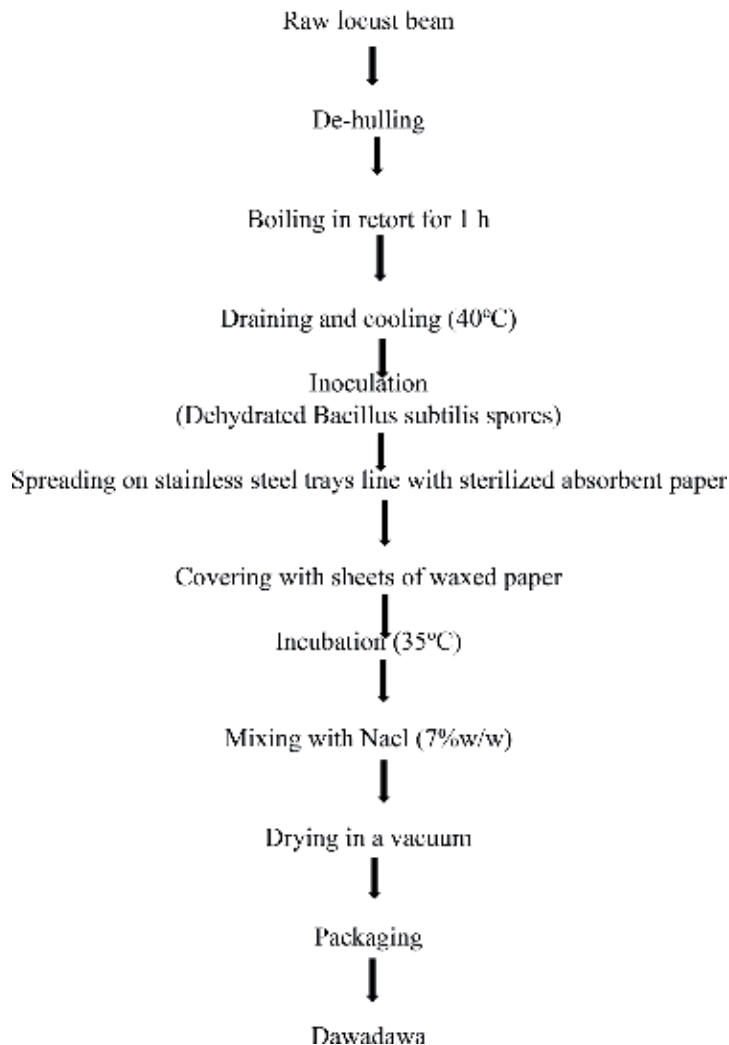 Raw locust bean
De-hulling
Boiling in retort for 1 h
Draining and cooling (40°C)
Inoculation
(Dehydrated Bacillus subtilis spores)
Spreading on stainless steel trays line with sterilized absorbent paper
Covering with sheets of waxed paper
Incubation (35°C)
Mixing with Nacl (7%w/w)
Drying in a vacuum
Packaging
Dawadawa